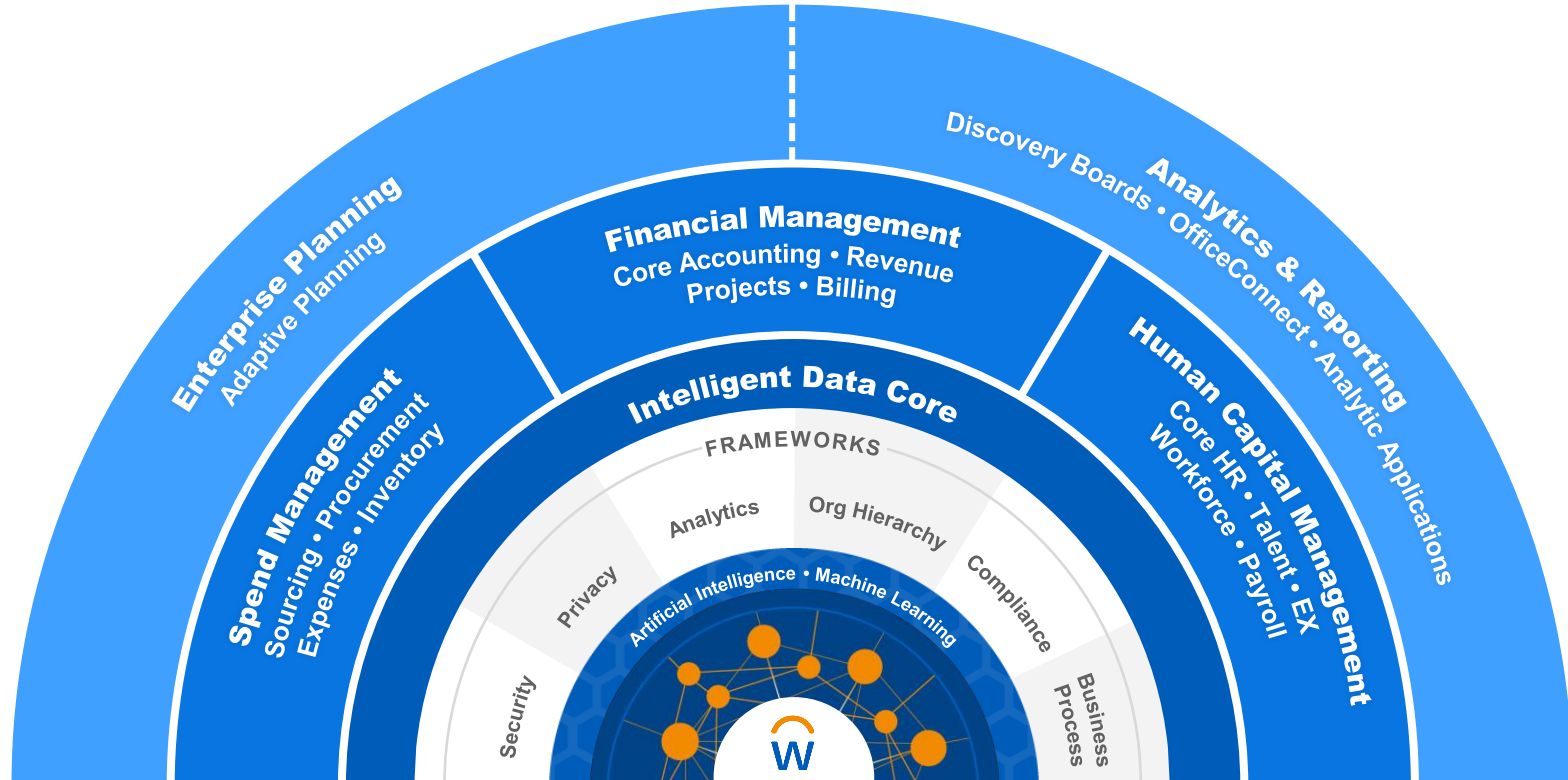 Enterprise Planning
Adaptive Planning
Analytics & Reporting
Discovery Boards • OfficeConnect • Analytic Applications
Spend Management
Sourcing • Procurement
Expenses • Inventory
Financial Management
Core Accounting • Revenue
Projects • Billing
Human Capital Management
Core HR • Talent • EX
Workforce • Payroll
Intelligent Data Core
FRAMEWORKS
Security
Privacy
Analytics
Org Hierarchy
Compliance
Business
Process
Artificial Intelligence • Machine Learning
W